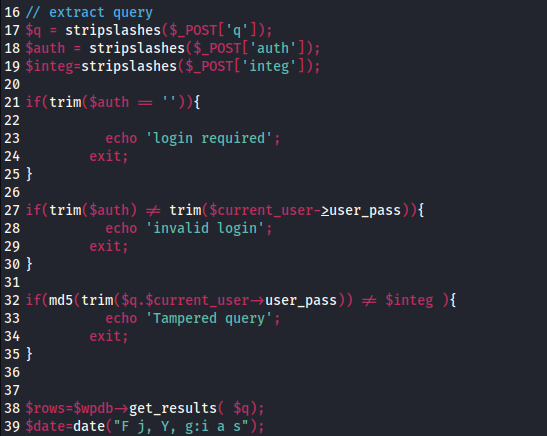 16 // extract query
17 $q = stripslashes($_POST['q']);
18 $auth = stripslashes($_POST['auth']);
19 $integ=stripslashes($_POST['integ']);
20
21 if(trim($auth == '')){
22
23 echo 'login required';
24 exit;
25 }
26
27 if(trim($auth) != trim($current_user->user_pass)){
28 echo 'invalid login';
29 exit;
30 }
31
32 if(md5(trim($q.$current_user->user_pass)) != $integ ){
33 echo 'Tampered query';
34 exit;
35 }
36
37
38 $rows=$wpdb->get_results( $q);
39 $date=date("F j, Y, g:i a s");